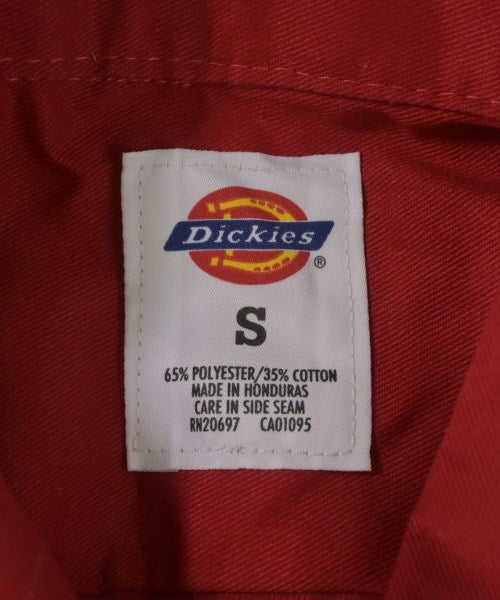 Dickies
®
S
65% POLYESTER/35% COTTON
MADE IN HONDURAS
CARE IN SIDE SEAM
RN20697 CA01095